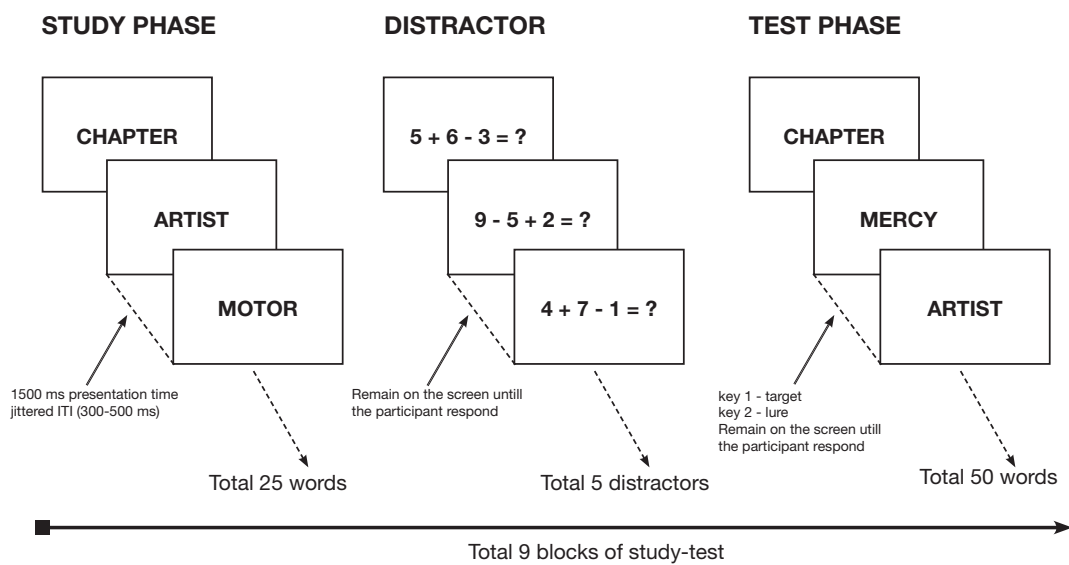 STUDY PHASE
CHAPTER
ARTIST
MOTOR
1500 ms presentation time
jittered ITI (300-500 ms)
Total 25 words
DISTRACTOR
5 + 6 - 3 = ?
9 - 5 + 2 = ?
4 + 7 - 1 = ?
Remain on the screen untill
the participant respond
Total 5 distractors
TEST PHASE
CHAPTER
MERCY
ARTIST
key 1 - target
key 2 - lure
Remain on the screen utill
the participant respond
Total 50 words
Total 9 blocks of study-test